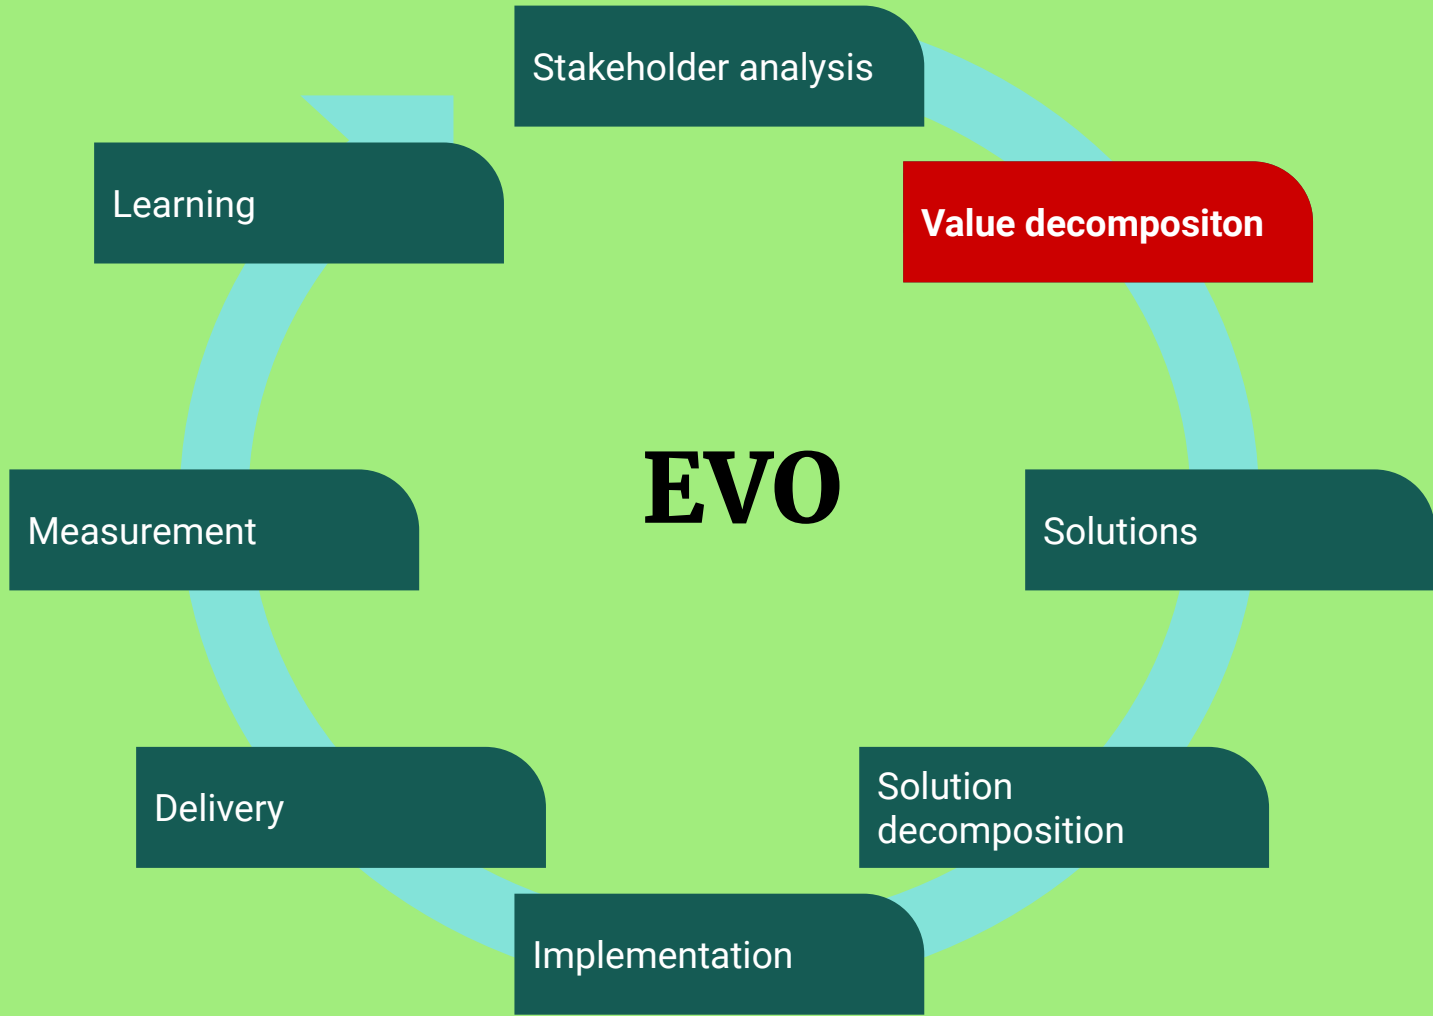 Stakeholder analysis
Value decompositon
Solutions
Solution
decomposition
Implementation
Delivery
Measurement
Learning
EVO